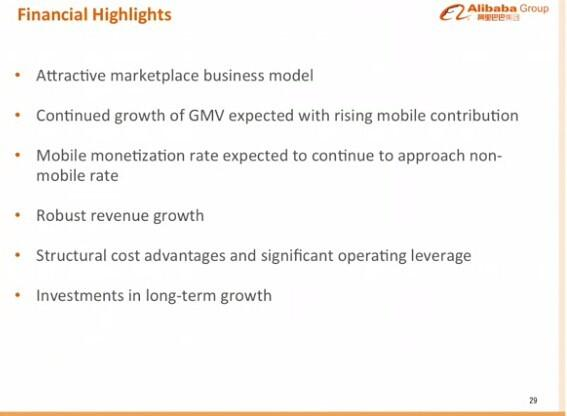 Financial Highlights
Alibaba Group
阿里巴巴集团
• Attractive marketplace business model
• Continued growth of GMV expected with rising mobile contribution
• Mobile monetization rate expected to continue to approach non-
mobile rate
• Robust revenue growth
• Structural cost advantages and significant operating leverage
• Investments in long-term growth
29